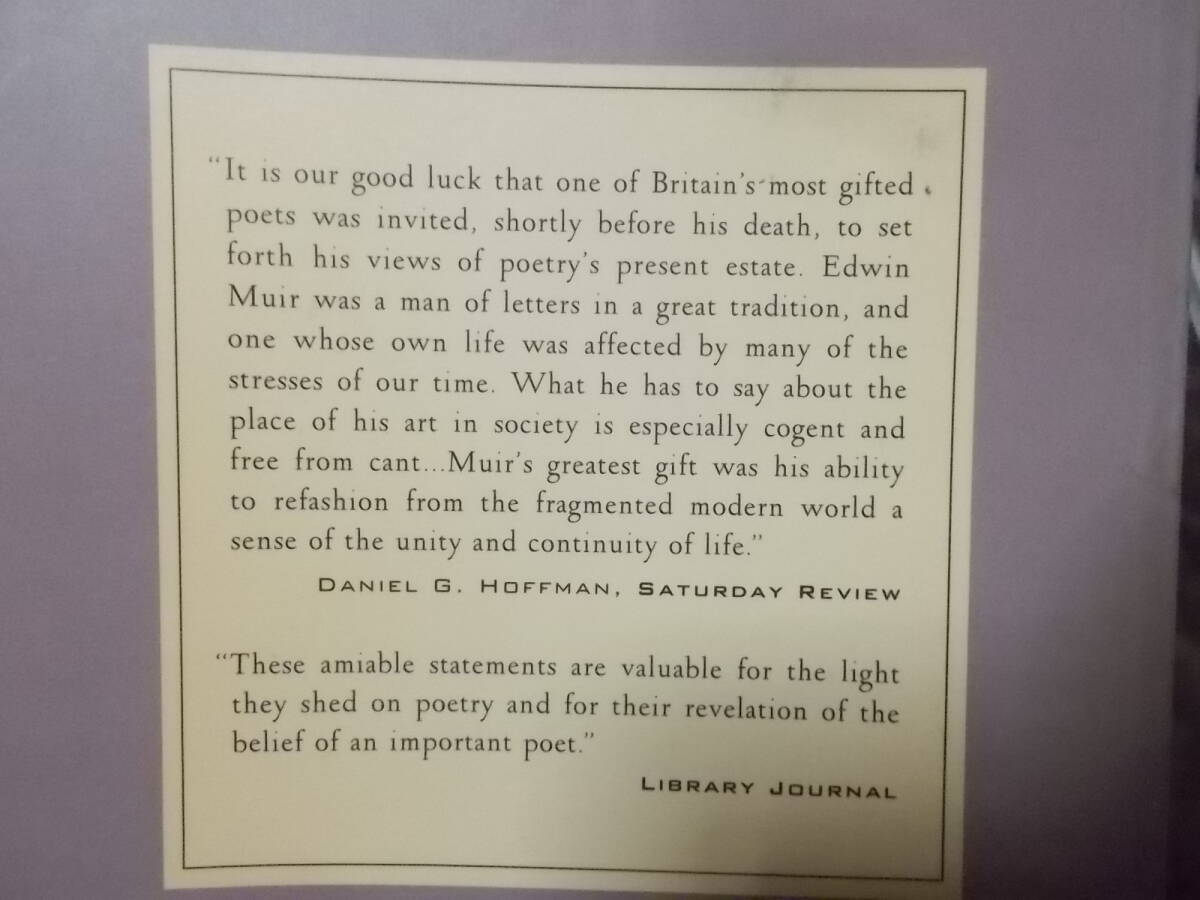 “It is our good luck that one of Britain’s most gifted
poets was invited, shortly before his death, to set
forth his views of poetry’s present estate. Edwin
Muir was a man of letters in a great tradition, and
one whose own life was affected by many of the
stresses of our time. What he has to say about the
place of his art in society is especially cogent and
free from cant...Muir’s greatest gift was his ability
to refashion from the fragmented modern world a
sense of the unity and continuity of life.”
DANIEL G. HOFFMAN, SATURDAY REVIEW
“These amiable statements are valuable for the light
they shed on poetry and for their revelation of the
belief of an important poet.”
LIBRARY JOURNAL